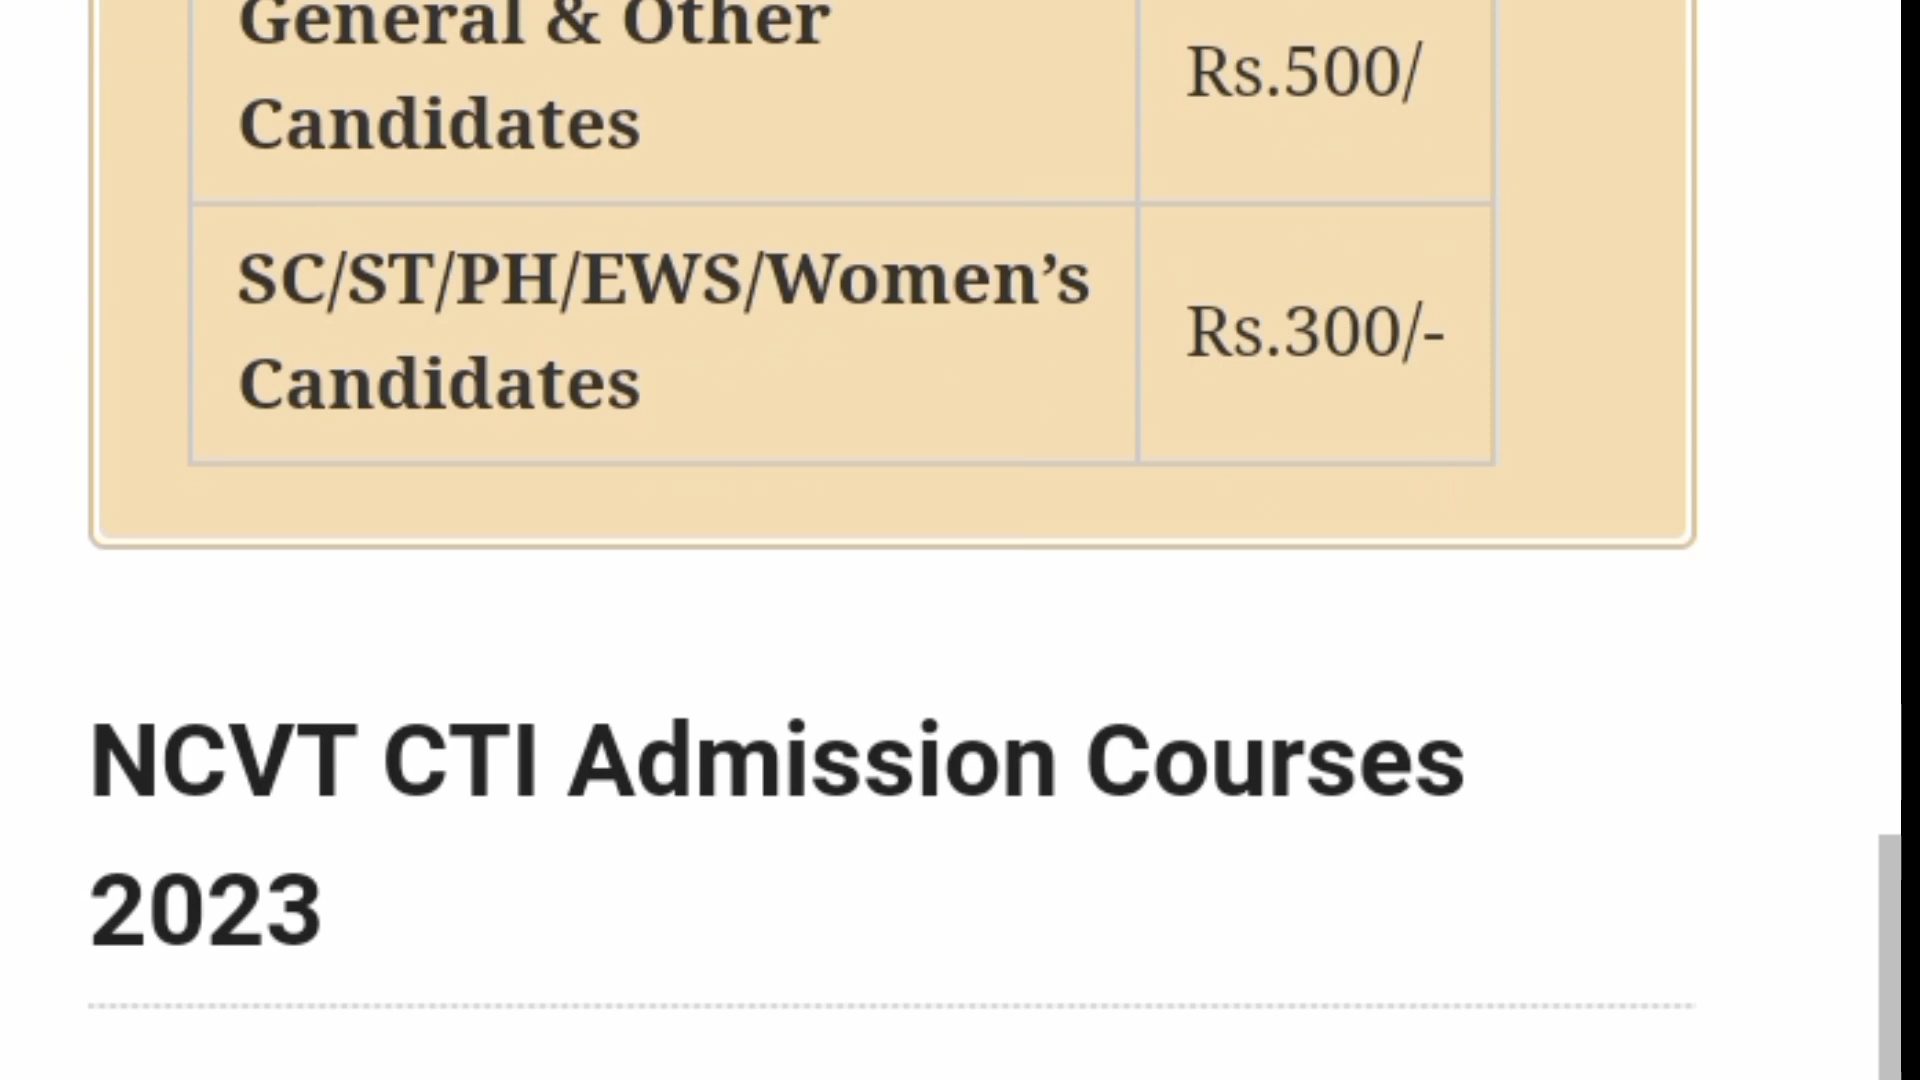 General & Other
Candidates
Rs.500/
SC/ST/PH/EWS/Women’s
Candidates
Rs.300/-
NCVT CTI Admission Courses
2023